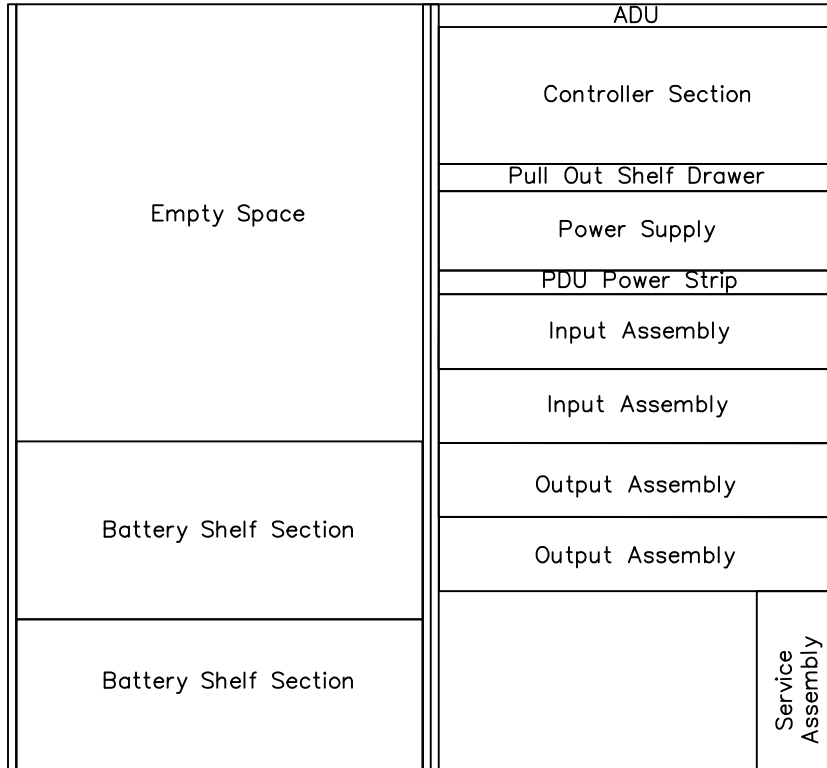 Empty Space
Battery Shelf Section
Battery Shelf Section
ADU
Controller Section
Pull Out Shelf Drawer
Power Supply
PDU Power Strip
Input Assembly
Input Assembly
Output Assembly
Output Assembly
Service
Assembly